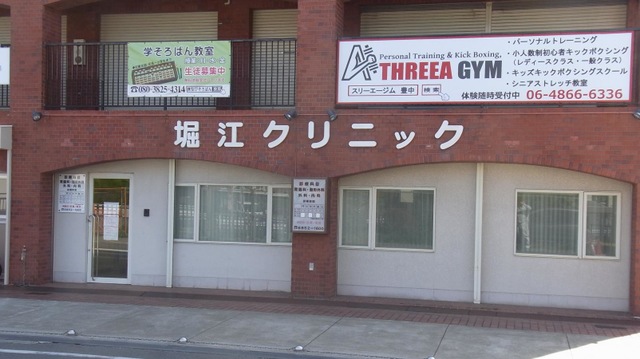 学そろばん教室
生徒募集中
☎080-3825-4314
Personal Training & Kick Boxing,
THREEA GYM
スリーエージム 豊中 検索
・パーソナルトレーニング
・小人数制初心者キックボクシング
(レディースクラス・一般クラス)
・キッズキックボクシングスクール
・シニアストレッチ教室
体験随時受付中 06-4866-6336
堀江クリニック
診療科目